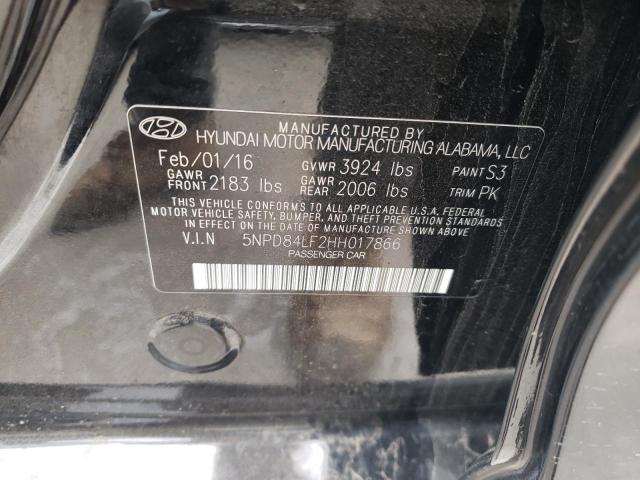 MANUFACTURED BY
HYUNDAI MOTOR MANUFACTURING ALABAMA, LLC
Feb/01/16 GVWR 3924 lbs PAINT S3
GAWR FRONT 2183 lbs GAWR REAR 2006 lbs TRIM PK
THIS VEHICLE CONFORMS TO ALL APPLICABLE U.S.A. FEDERAL
MOTOR VEHICLE SAFETY, BUMPER, AND THEFT PREVENTION STANDARDS
IN EFFECT ON THE DATE OF MANUFACTURE SHOWN ABOVE.
V.I.N 5NPD84LF2HH017866
PASSENGER CAR